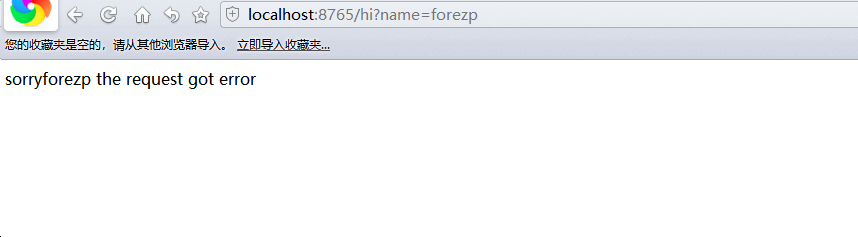 localhost:8765/hi?name=forezp
您的收藏夹是空的，请从其他浏览器导入。 立即导入收藏夹...
sorryforezp the request got error